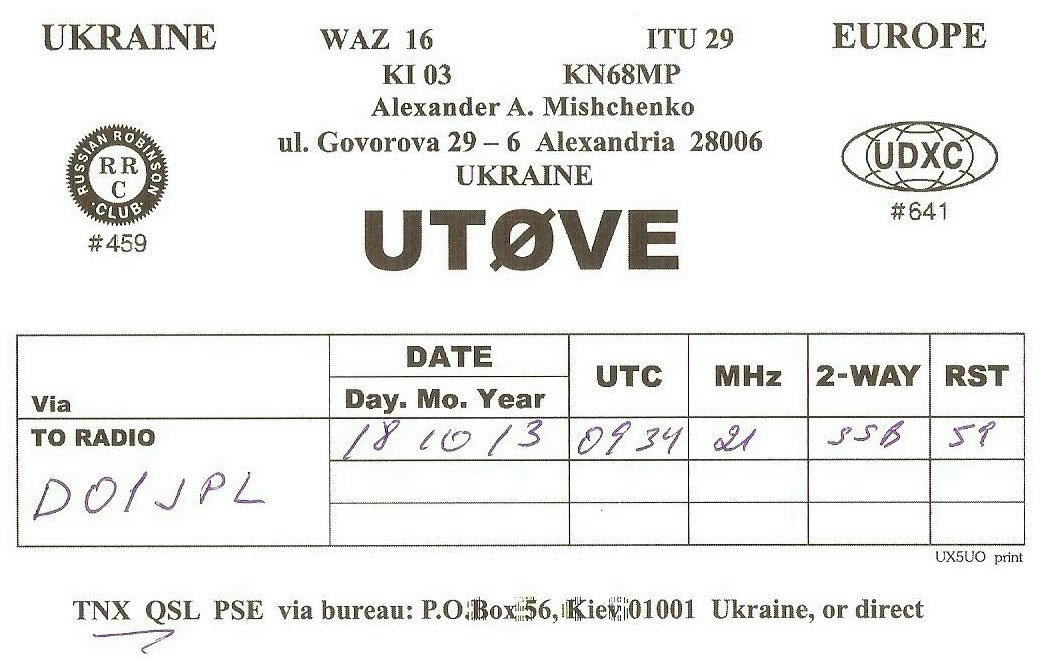 UKRAINE WAZ 16 ITU 29 EUROPE
KI 03 KN68MP
Alexander A. Mishchenko
ul. Govorova 29 – 6 Alexandria 28006
UKRAINE
RUSSIAN ROBINSON
RR
C
·CLUB·
#459
UDXC
#641
UTØVE
Via DATE UTC MHz 2-WAY RST
Day. Mo. Year
TO RADIO 18 10 13 0934 21 SSB 59
DO1JPL
UX5UO print
TNX QSL PSE via bureau: P.O.Box 56, Kiev 01001 Ukraine, or direct